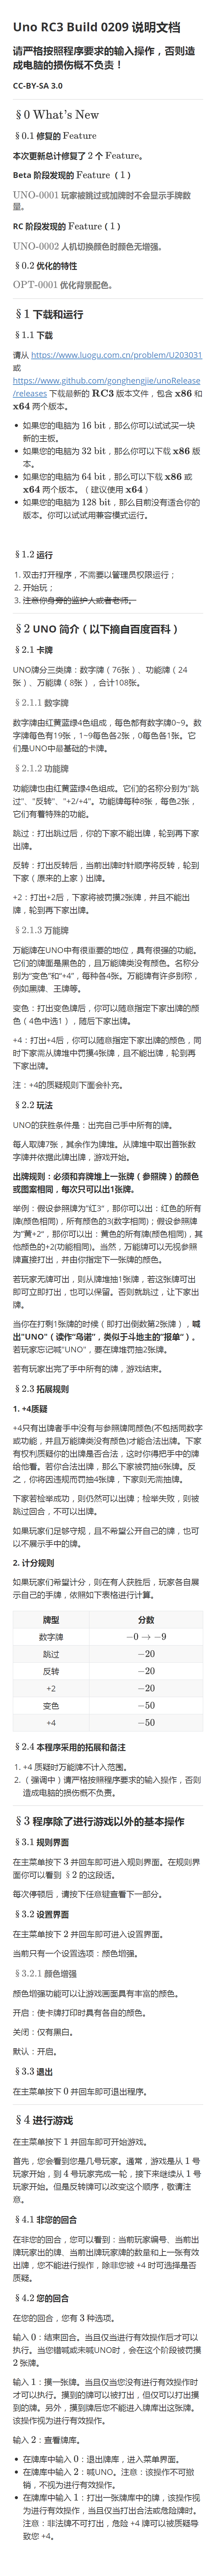 Uno RC3 Build 0209 说明文档
请严格按照程序要求的输入操作，否则造
成电脑的损伤概不负责！
CC-BY-SA 3.0
§0 What's New
§0.1 修复的 Feature
本次更新总计修复了 2 个 Feature。
Beta 阶段发现的 Feature（1）
UNO-0001 玩家被跳过或加牌时不会显示手牌数
量。
RC 阶段发现的 Feature（1）
UNO-0002 人机切换颜色时颜色无增强。
§0.2 优化的特性
OPT-0001 优化背景配色。
§1 下载和运行
§1.1 下载
请从 https://www.luogu.com.cn/problem/U203031
或
https://www.github.com/gonghengjie/unoRelease
/releases 下载最新的 RC3 版本文件，包含 x86 和
x64 两个版本。
• 如果您的电脑为 16 bit，那么你可以试试买一块
新的主板。
• 如果您的电脑为 32 bit，那么你可以下载 x86 版
本。
• 如果您的电脑为 64 bit，那么可以下载 x86 或
x64 两个版本。（建议使用 x64）
• 如果您的电脑为 128 bit，那么目前没有适合你的
版本。你可以试试用兼容模式运行。
§1.2 运行
1. 双击打开程序，不需要以管理员权限运行；
2. 开始玩；
3. 注意你身旁的监护人或者老师。
§2 UNO 简介（以下摘自百度百科）
§2.1 卡牌
UNO牌分三类牌：数字牌（76张）、功能牌（24
张）、万能牌（8张），合计108张。
§2.1.1 数字牌
数字牌由红黄蓝绿4色组成，每色都有数字0~9。数
字牌每色有19张，1~9每色各2张，0每色各1张。它
们是UNO中最基础的卡牌。
§2.1.2 功能牌
功能牌也由红黄蓝绿4色组成。它们的名称分别为"跳
过"、"反转"、"+2/+4"。功能牌每种8张，每色2张，
它们有着特殊的功能。
跳过：打出跳过后，你的下家不能出牌，轮到再下家
出牌。
反转：打出反转后，当前出牌时针顺序将反转，轮到
下家（原来的上家）出牌。
+2：打出+2后，下家将被罚摸2张牌，并且不能出
牌，轮到再下家出牌。
§2.1.3 万能牌
万能牌在UNO中有很重要的地位，具有很强的功能。
它们的牌面是黑色的，且万能牌类没有颜色。名称分
别为"变色"和"+4"，每种各4张。万能牌有许多别称，
例如黑牌、王牌等。
变色：打出变色牌后，你可以随意指定下家出牌的颜
色（4色中选1），随后下家出牌。
+4：打出+4后，你可以随意指定下家出牌的颜色，同
时下家需从牌堆中罚摸4张牌，且不能出牌，轮到再
下家出牌。
注：+4的质疑规则下面会补充。
§2.2 玩法
UNO的获胜条件是：出完自己手中所有的牌。
每人取牌7张，其余作为牌堆。从牌堆中取出首张数
字牌并依据此牌出牌，游戏开始。
出牌规则：必须和弃牌堆上一张牌（参照牌）的颜色
或图案相同，每次只可以出1张牌。
举例：假设参照牌为"红3"，那你可以出：红色的所有
牌(颜色相同)，所有颜色的3(数字相同)；假设参照牌
为"黄+2"，那你可以出：黄色的所有牌(颜色相同)，其
他颜色的+2(功能相同)。当然，万能牌可以无视参照
牌直接打出，并由你指定下一张牌的颜色。
若玩家无牌可出，则从牌堆抽1张牌，若这张牌可出
即可立即打出，也可以保留。否则就跳过，让下家出
牌。
当你在打剩1张牌的时候（即打出倒数第2张牌），喊
出"UNO"（读作"乌诺"，类似于斗地主的"报单"）。
若玩家忘记喊"UNO"，要在牌堆罚抽2张牌。
若有玩家出完了手中所有的牌，游戏结束。
§2.3 拓展规则
1. +4质疑
+4只有出牌者手中没有与参照牌同颜色(不包括同数字
或功能，并且万能牌类没有颜色)才能合法出牌。下家
有权利质疑你的出牌是否合法，这时你得把手中的牌
给他看。若你合法出牌，那么下家被罚抽6张牌。反
之，你将因违规而罚抽4张牌，下家则无需抽牌。
下家若检举成功，则仍然可以出牌；检举失败，则被
跳过回合，不可以出牌。
如果玩家们足够守规，且不希望公开自己的牌，也可
以不展示手中的牌。
2. 计分规则
如果玩家们希望计分，则在有人获胜后，玩家各自展
示自己的手牌，依照如下表格进行计算。
牌型 分数
数字牌 −0 → −9
跳过 −20
反转 −20
+2 −20
变色 −50
+4 −50
§2.4 本程序采用的拓展和备注
1. +4 质疑时万能牌不计入范围。
2.（强调中）请严格按照程序要求的输入操作，否则
造成电脑的损伤概不负责。
§3 程序除了进行游戏以外的基本操作
§3.1 规则界面
在主菜单按下 3 并回车即可进入规则界面。在规则界
面你可以看到 §2 的这段话。
每次停顿后，请按下任意键查看下一部分。
§3.2 设置界面
在主菜单按下 2 并回车即可进入设置界面。
当前只有一个设置选项：颜色增强。
§3.2.1 颜色增强
颜色增强功能可以让游戏画面具有丰富的颜色。
开启：使卡牌打印时具有各自的颜色。
关闭：仅有黑白。
默认：开启。
§3.3 退出
在主菜单按下 0 并回车即可退出程序。
§4 进行游戏
在主菜单按下 1 并回车即可开始游戏。
首先，您会看到您是几号玩家。通常，游戏是从 1 号
玩家开始，到 4 号玩家完成一轮，接下来继续从 1 号
玩家开始。但是反转牌可以改变这个顺序，敬请注
意。
§4.1 非您的回合
在非您的回合，您可以看到：当前玩家编号、当前出
牌玩家出的牌、当前出牌玩家牌的数量和上一张有效
出牌，您不能进行操作，除非您被 +4 时可选择是否
质疑。
§4.2 您的回合
在您的回合，您有 3 种选项。
输入 0：结束回合。当且仅当进行有效操作后才可以
执行。当您错喊或未喊UNO时，会在这个阶段被罚摸
2 张牌。
输入 1：摸一张牌。当且仅当您没有进行有效操作时
才可以执行。摸到的牌可以被打出，但仅可以打出摸
到的牌。另外，摸到牌后您不能进入牌库出这张牌。
该操作视为进行有效操作。
输入 2：查看牌库。
• 在牌库中输入 0：退出牌库，进入菜单界面。
• 在牌库中输入 2：喊UNO。注意：该操作不可撤
销，不视为进行有效操作。
• 在牌库中输入 1：打出一张牌库中的牌，该操作视
为进行有效操作，当且仅当打出合法或危险牌时。
注意：非法牌不可打出，危险 +4 牌可以被质疑导
致您 +4。